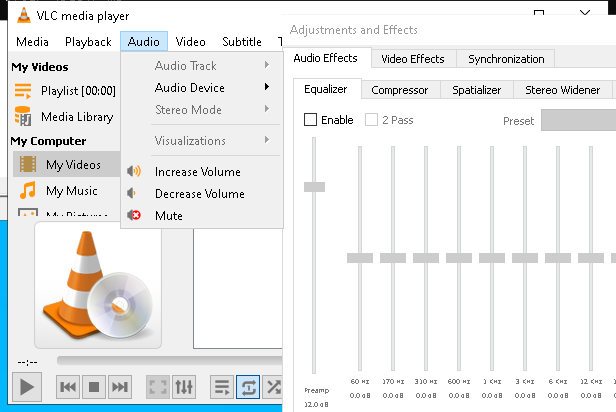 VLC media player
Media Playback Audio Video Subtitle T
My Videos
Playlist [00:00]
Media Library
My Computer
My Videos
My Music
My Pictures
Audio Track
Audio Device
Stereo Mode
Visualizations
Increase Volume
Decrease Volume
Mute
--:--
Adjustments and Effects
Audio Effects Video Effects Synchronization
Equalizer Compressor Spatializer Stereo Widener
Enable 2 Pass Preset
60 Hz 170 Hz 310 Hz 600 Hz 1 KHz 3 KHz 6 KHz 12 KHz
Preamp 0.0 dB 0.0 dB 0.0 dB 0.0 dB 0.0 dB 0.0 dB 0.0 dB 0.0 dB
12.0 dB